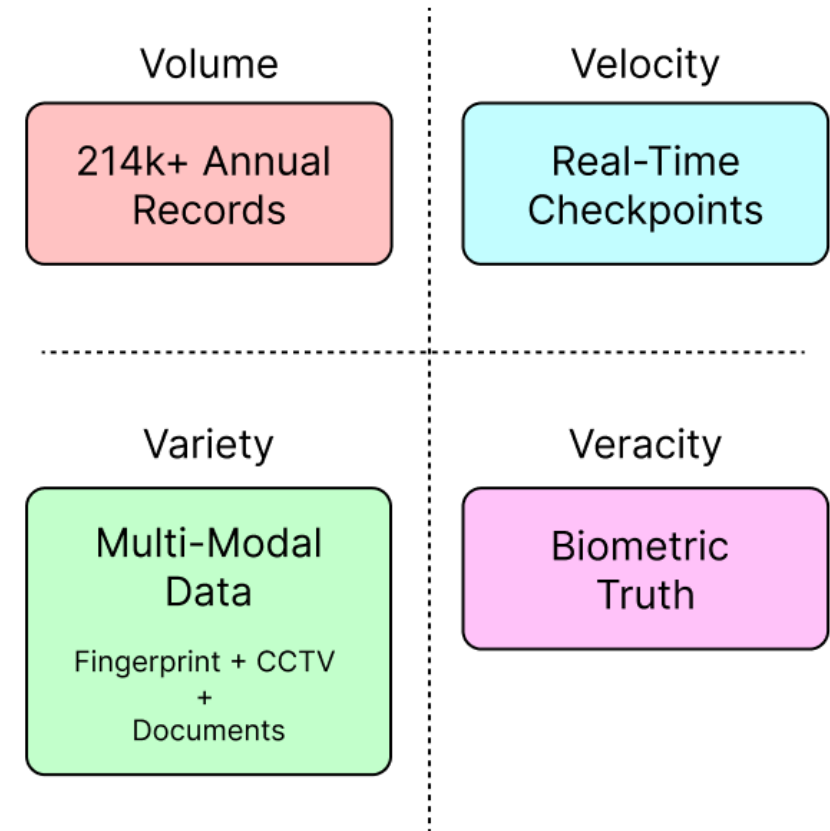 Volume
214k+ Annual
Records
Velocity
Real-Time
Checkpoints
Variety
Multi-Modal
Data
Fingerprint + CCTV
+
Documents
Veracity
Biometric
Truth